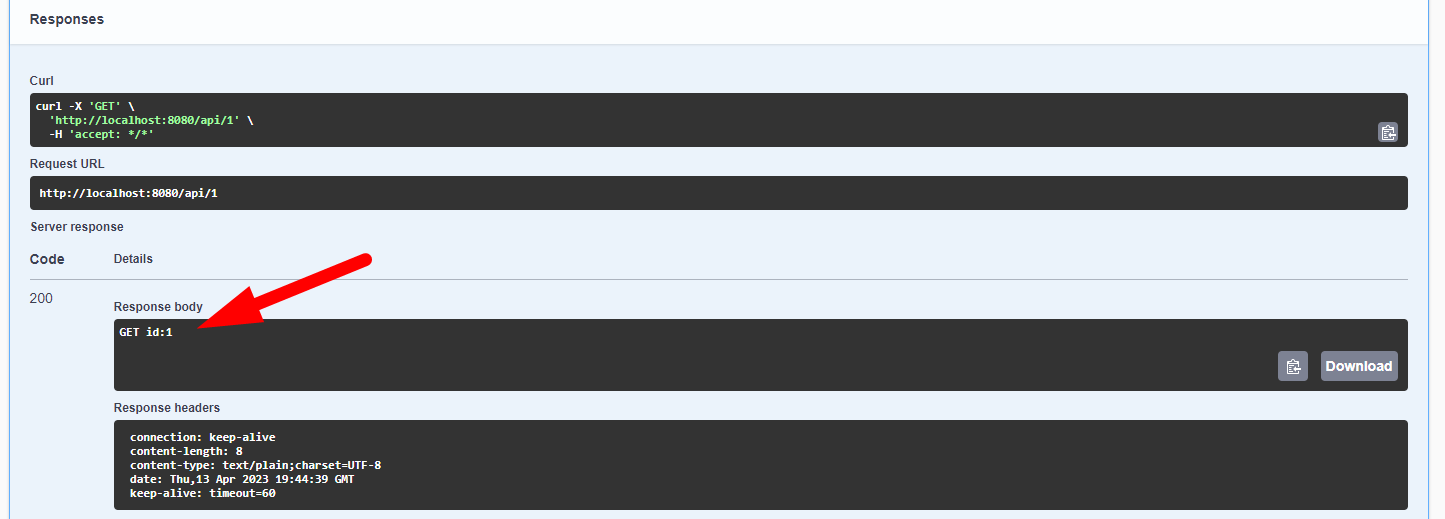 Responses
Curl
curl -X 'GET' \
'http://localhost:8080/api/1' \
-H 'accept: */*'
Request URL
http://localhost:8080/api/1
Server response
Code Details
200
Response body
GET id:1
Download
Response headers
connection: keep-alive
content-length: 8
content-type: text/plain;charset=UTF-8
date: Thu,13 Apr 2023 19:44:39 GMT
keep-alive: timeout=60